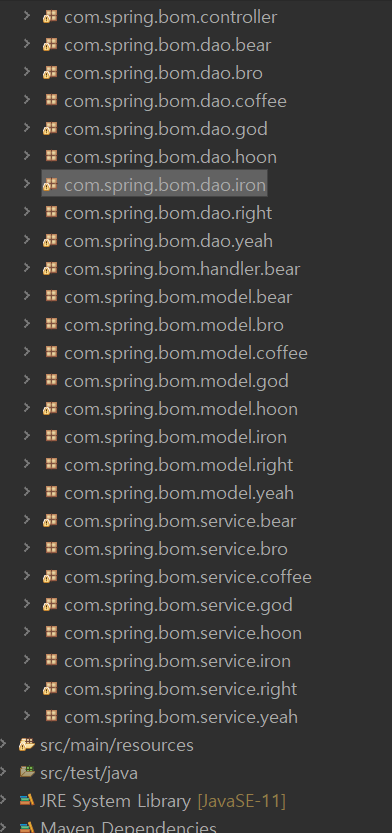 com.spring.bom.controller
com.spring.bom.dao.bear
com.spring.bom.dao.bro
com.spring.bom.dao.coffee
com.spring.bom.dao.god
com.spring.bom.dao.hoon
com.spring.bom.dao.iron
com.spring.bom.dao.right
com.spring.bom.dao.yeah
com.spring.bom.handler.bear
com.spring.bom.model.bear
com.spring.bom.model.bro
com.spring.bom.model.coffee
com.spring.bom.model.god
com.spring.bom.model.hoon
com.spring.bom.model.iron
com.spring.bom.model.right
com.spring.bom.model.yeah
com.spring.bom.service.bear
com.spring.bom.service.bro
com.spring.bom.service.coffee
com.spring.bom.service.god
com.spring.bom.service.hoon
com.spring.bom.service.iron
com.spring.bom.service.right
com.spring.bom.service.yeah
src/main/resources
src/test/java
JRE System Library [JavaSE-11]
Maven Dependencies